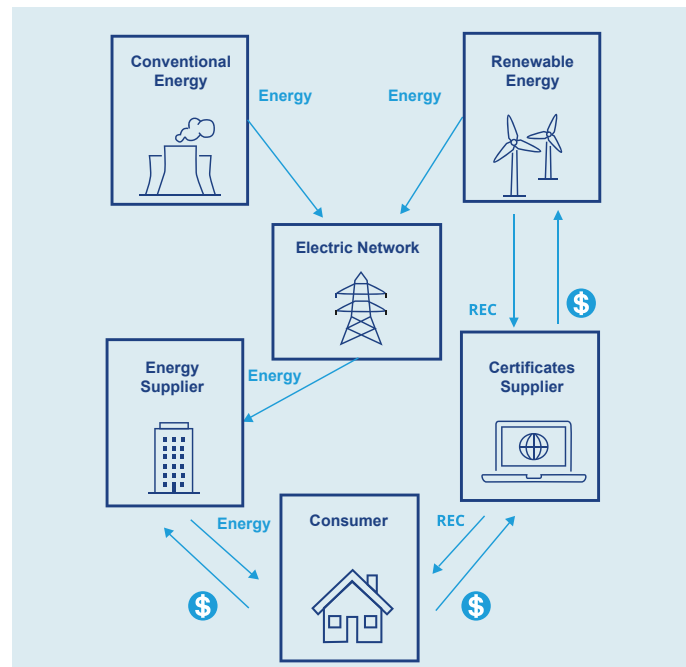 Conventional
Energy
Renewable
Energy
Energy
Energy
Electric Network
REC
$
Energy
Supplier
Energy
Certificates
Supplier
Energy
Consumer
REC
$
$